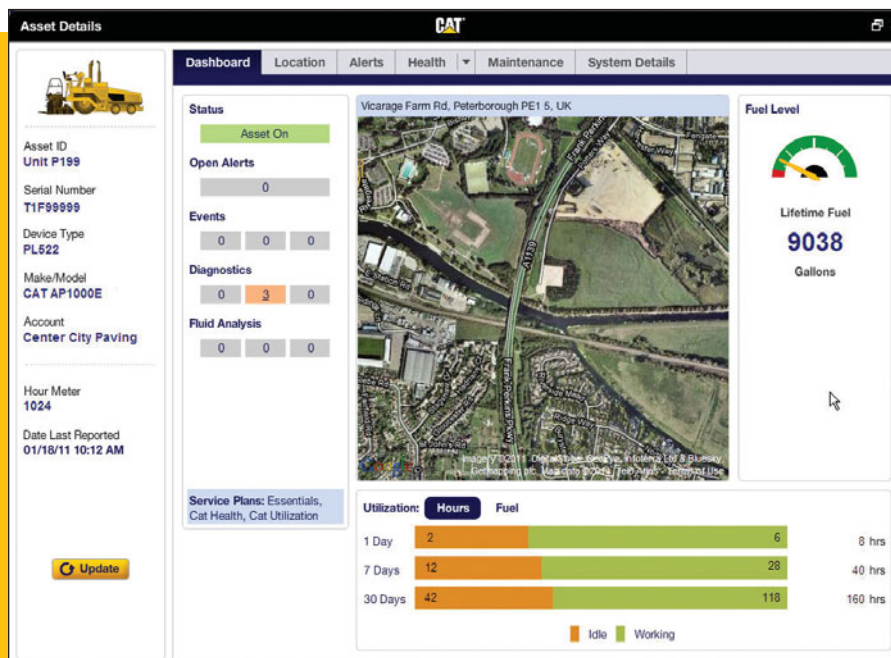 Asset Details
CAT
Asset ID
Unit P199
Serial Number
T1F99999
Device Type
PL522
Make/Model
CAT AP1000E
Account
Center City Paving
Hour Meter
1024
Date Last Reported
01/18/11 10:12 AM
Update
Dashboard Location Alerts Health Maintenance System Details
Status
Asset On
Open Alerts
0
Events
0 0 0
Diagnostics
0 3 0
Fluid Analysis
0 0 0
Service Plans: Essentials,
Cat Health, Cat Utilization
Vicarage Farm Rd, Peterborough PE1 5, UK
A1139
Frank Perkins Pkwy
Fuel Level
Lifetime Fuel
9038
Gallons
Utilization: Hours Fuel
1 Day 2 6 8 hrs
7 Days 12 28 40 hrs
30 Days 42 118 160 hrs
Idle Working